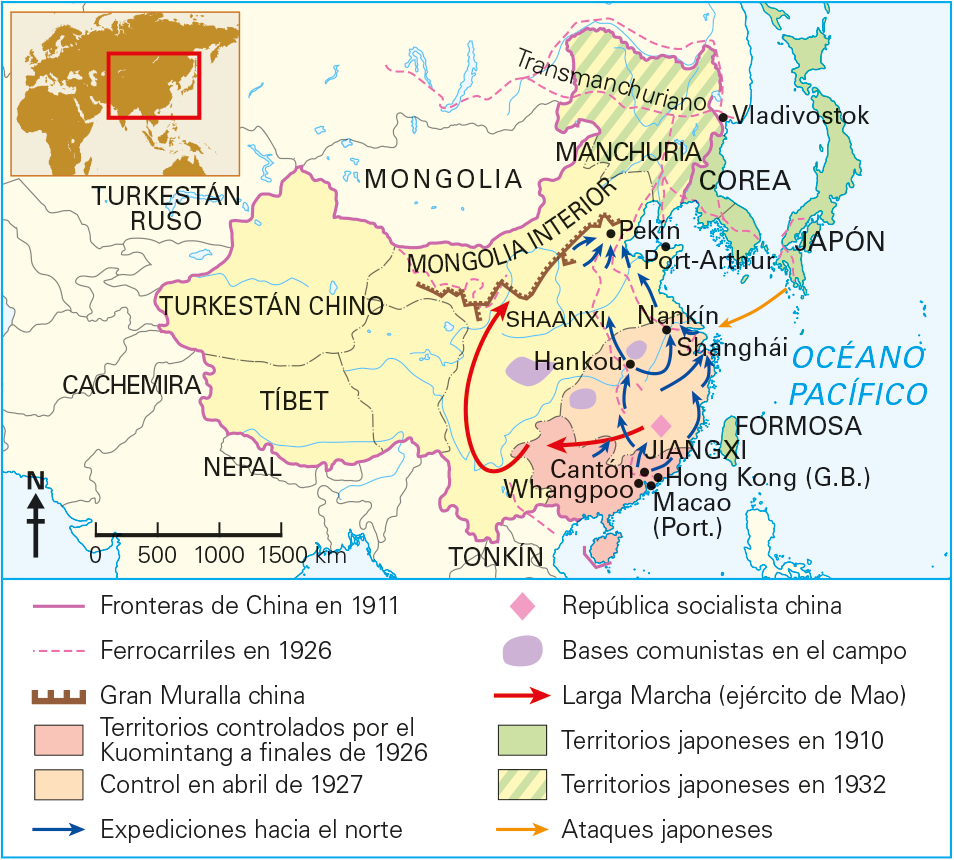 Transmanchuriano
Vladivostok
MANCHURIA
MONGOLIA
COREA
TURKESTÁN
RUSO
MONGOLIA INTERIOR
Pekín
JAPÓN
Port-Arthur
TURKESTÁN CHINO
SHAANXI
Nankín
Shanghái
Hankou
OCÉANO
PACÍFICO
CACHEMIRA
TÍBET
FORMOSA
JIANGXI
NEPAL
Cantón
Hong Kong (G.B.)
Whangpoo
Macao
(Port.)
N
0 500 1000 1500 km
TONKÍN
Fronteras de China en 1911
Ferrocarriles en 1926
Gran Muralla china
Territorios controlados por el
Kuomintang a finales de 1926
Control en abril de 1927
Expediciones hacia el norte
República socialista china
Bases comunistas en el campo
Larga Marcha (ejército de Mao)
Territorios japoneses en 1910
Territorios japoneses en 1932
Ataques japoneses